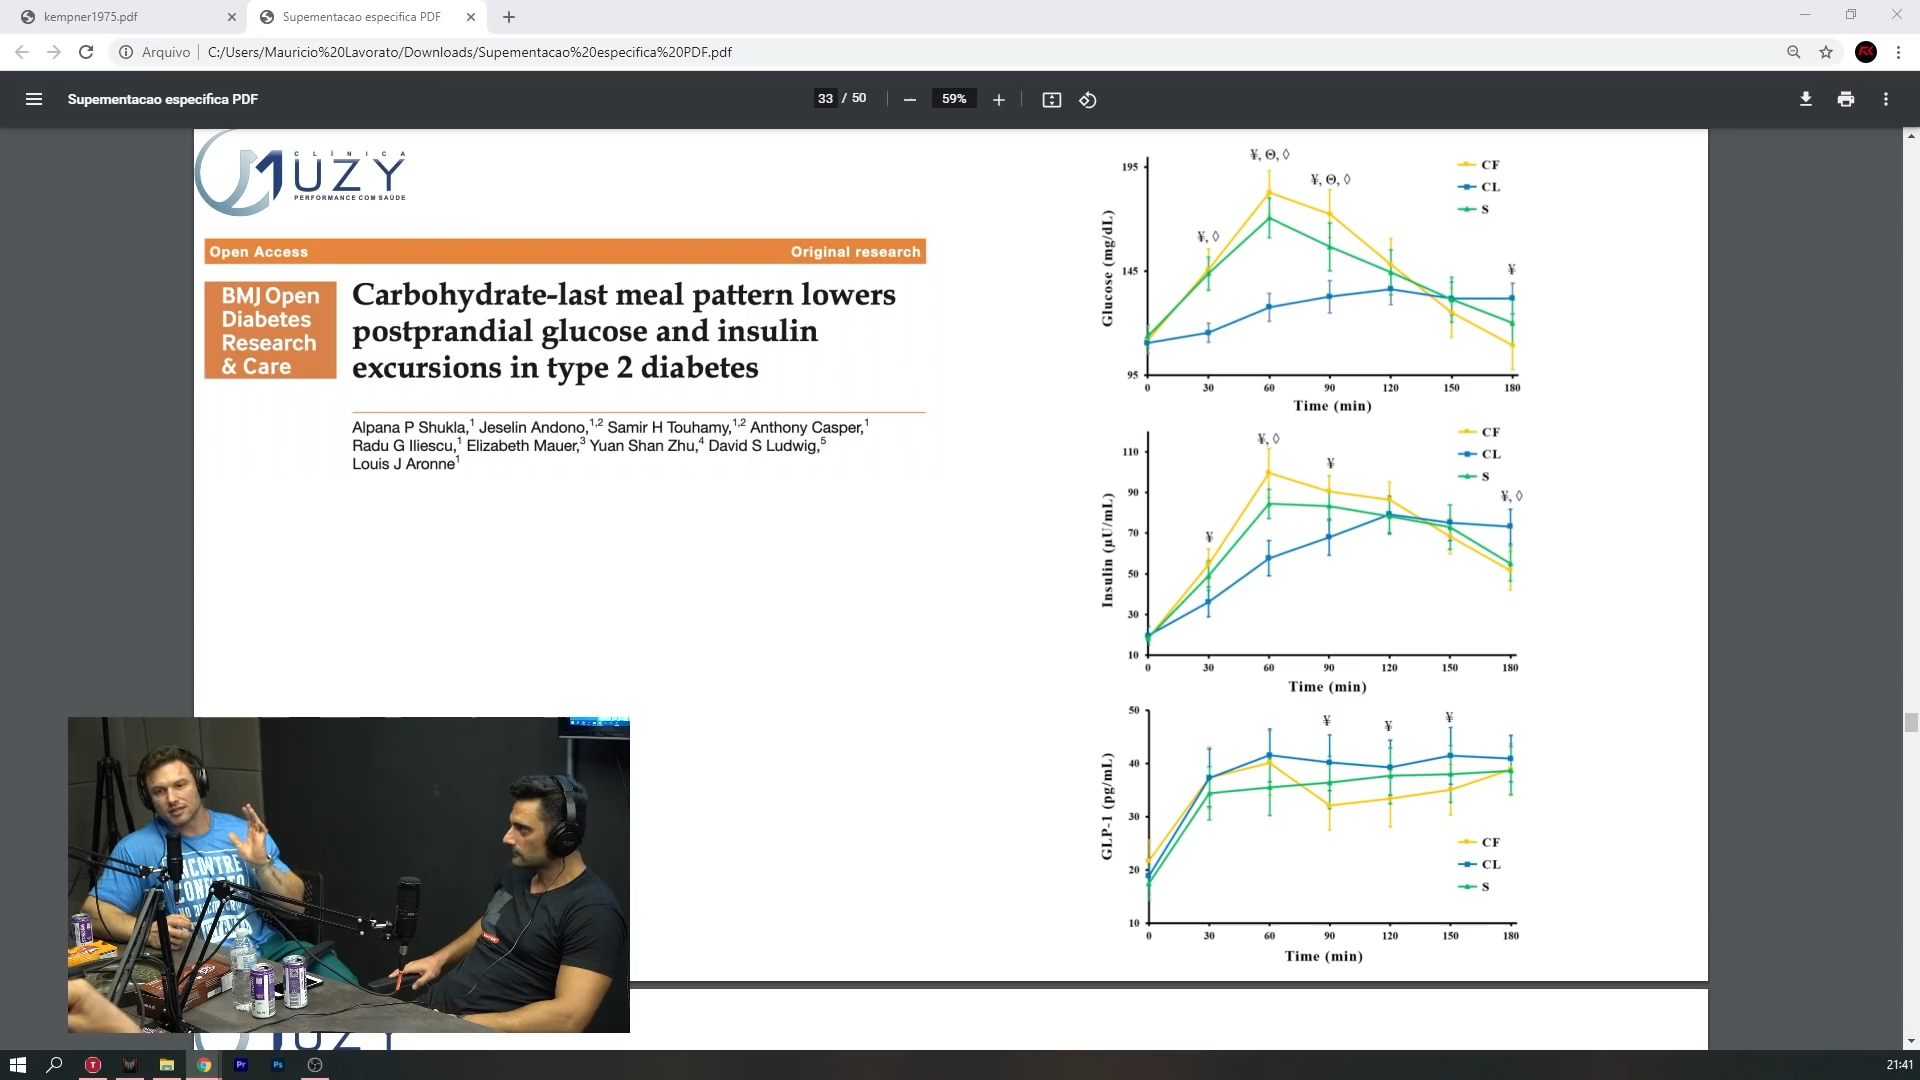 kempner1975.pdf
Supementacao especifica PDF
Arquivo
C:/Users/Mauricio%20Lavorato/Downloads/Supementacao%20especifica%20PDF.pdf
Supementacao especifica PDF
33 / 50
59%
CLÍNICA
MUZY
PERFORMANCE COM SAÚDE
Open Access
Original research
BMJ Open
Diabetes
Research
& Care
Carbohydrate-last meal pattern lowers
postprandial glucose and insulin
excursions in type 2 diabetes
Alpana P Shukla,1 Jeselin Andono,1,2 Samir H Touhamy,1,2 Anthony Casper,1
Radu G Iliescu,1 Elizabeth Mauer,3 Yuan Shan Zhu,4 David S Ludwig,5
Louis J Aronne1
¥, Θ, ◊
¥, Θ, ◊
¥, ◊
¥
CF
CL
S
195
145
95
Glucose (mg/dL)
0 30 60 90 120 150 180
Time (min)
¥, ◊
¥
¥
¥, ◊
CF
CL
S
110
90
70
50
30
10
Insulin (µU/mL)
0 30 60 90 120 150 180
Time (min)
¥
¥
¥
50
40
30
20
10
GLP-1 (pg/mL)
CF
CL
S
0 30 60 90 120 150 180
Time (min)
UZY
21:41